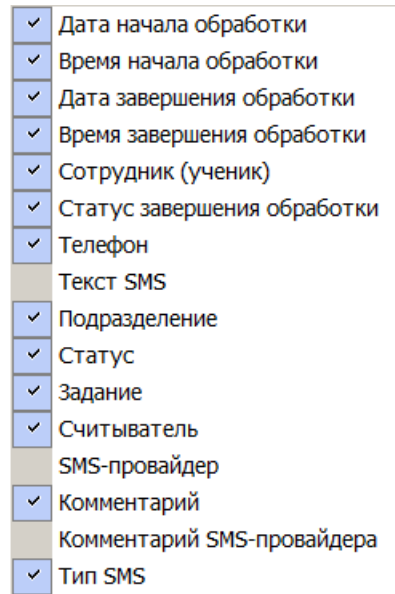 Дата начала обработки
Время начала обработки
Дата завершения обработки
Время завершения обработки
Сотрудник (ученик)
Статус завершения обработки
Телефон
Текст SMS
Подразделение
Статус
Задание
Считыватель
SMS-провайдер
Комментарий
Комментарий SMS-провайдера
Тип SMS